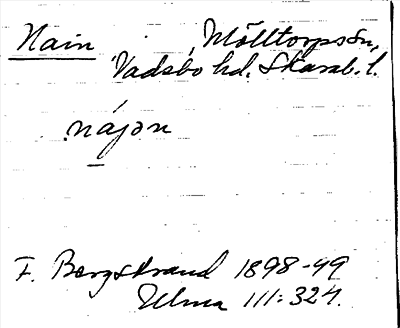 Nain
Mölltorps sn,
Vadsbo hd. Skarab. l.
nájən
F. Bergstrand 1898-99
Ulma 111:324.